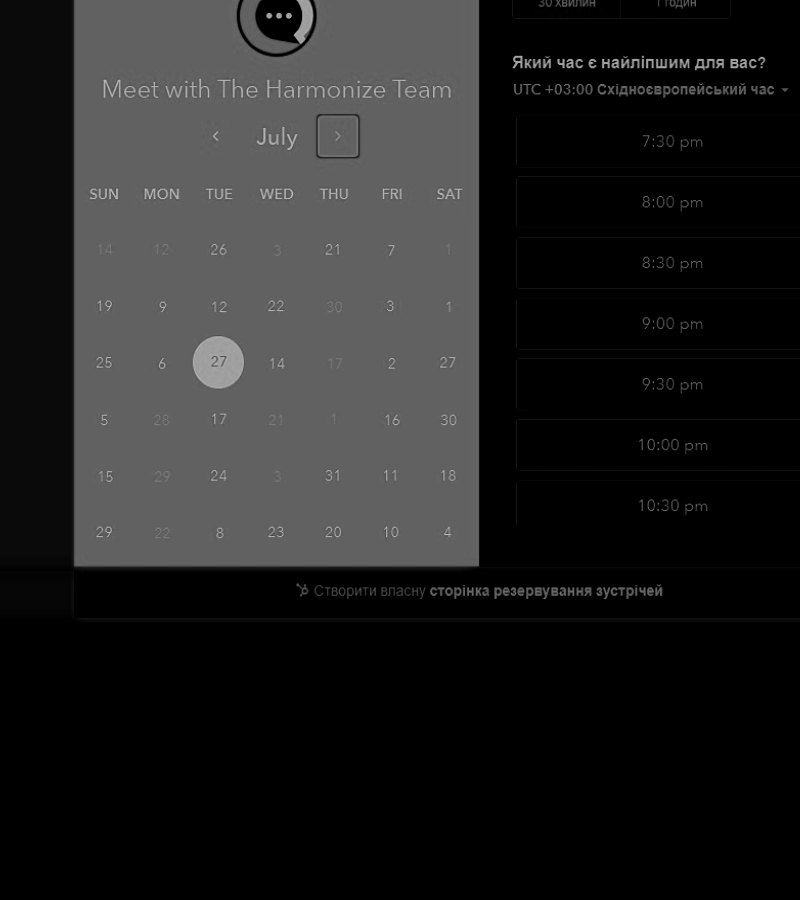 30 хвилин 1 годин
Meet with The Harmonize Team
July
SUN MON TUE WED THU FRI SAT
14 12 26 3 21 7 1
19 9 12 22 30 3 1
25 6 27 14 17 2 27
5 28 17 21 1 16 30
15 29 24 3 31 11 18
29 22 8 23 20 10 4
Який час є найліпшим для вас?
UTC +03:00 Східноєвропейський час
7:30 pm
8:00 pm
8:30 pm
9:00 pm
9:30 pm
10:00 pm
10:30 pm
Створити власну сторінка резервування зустрічей